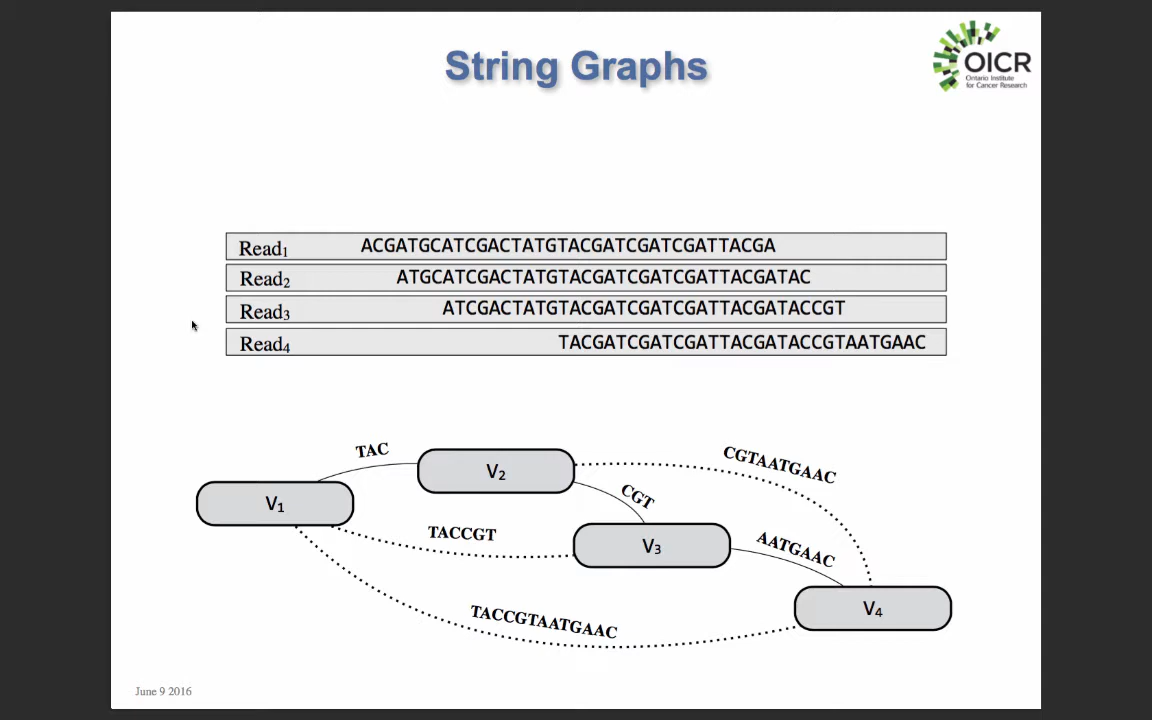 String Graphs
OICR
Ontario Institute
for Cancer Research
Read1 ACGATGCATCGACTATGTACGATCGATCGATTACGA
Read2 ATGCATCGACTATGTACGATCGATCGATTACGATAC
Read3 ATCGACTATGTACGATCGATCGATTACGATACCGT
Read4 TACGATCGATCGATTACGATACCGTAATGAAC
TAC
V2
CGTAATGAAC
V1
CGT
TACCGT
V3
AATGAAC
TACCGTAATGAAC
V4
June 9 2016